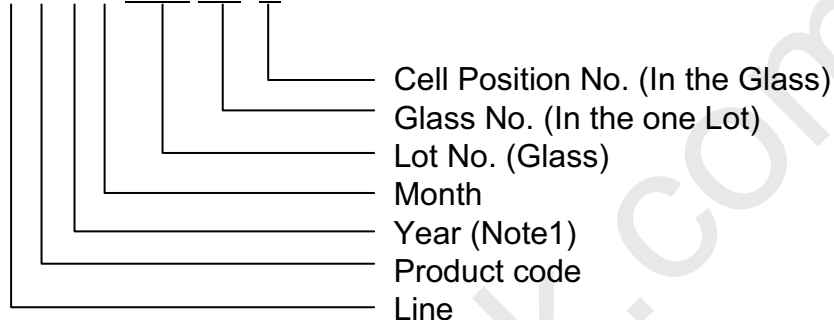 Cell Position No. (In the Glass)
Glass No. (In the one Lot)
Lot No. (Glass)
Month
Year (Note1)
Product code
Line